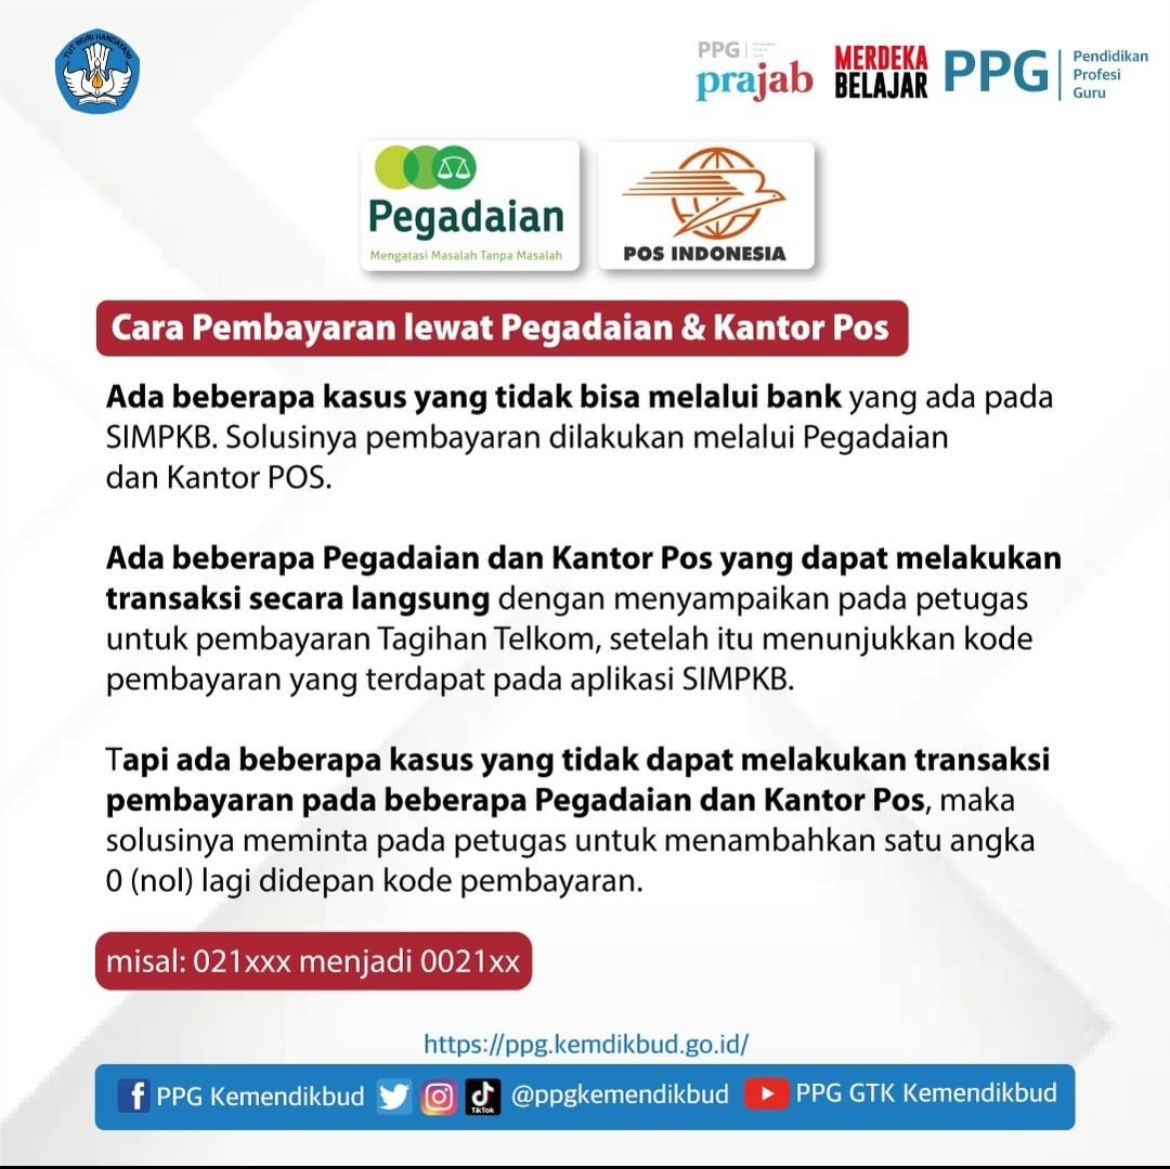 TUT WURI HANDAYANI
PPG
prajab
MERDEKA
BELAJAR
PPG
Pendidikan
Profesi
Guru
Pegadaian
Mengatasi Masalah Tanpa Masalah
POS INDONESIA
Cara Pembayaran lewat Pegadaian & Kantor Pos
Ada beberapa kasus yang tidak bisa melalui bank yang ada pada
SIMPKB. Solusinya pembayaran dilakukan melalui Pegadaian
dan Kantor POS.
Ada beberapa Pegadaian dan Kantor Pos yang dapat melakukan
transaksi secara langsung dengan menyampaikan pada petugas
untuk pembayaran Tagihan Telkom, setelah itu menunjukkan kode
pembayaran yang terdapat pada aplikasi SIMPKB.
Tapi ada beberapa kasus yang tidak dapat melakukan transaksi
pembayaran pada beberapa Pegadaian dan Kantor Pos, maka
solusinya meminta pada petugas untuk menambahkan satu angka
0 (nol) lagi didepan kode pembayaran.
misal: 021xxx menjadi 0021xx
https://ppg.kemdikbud.go.id/
PPG Kemendikbud TikTok @ppgkemendikbud PPG GTK Kemendikbud